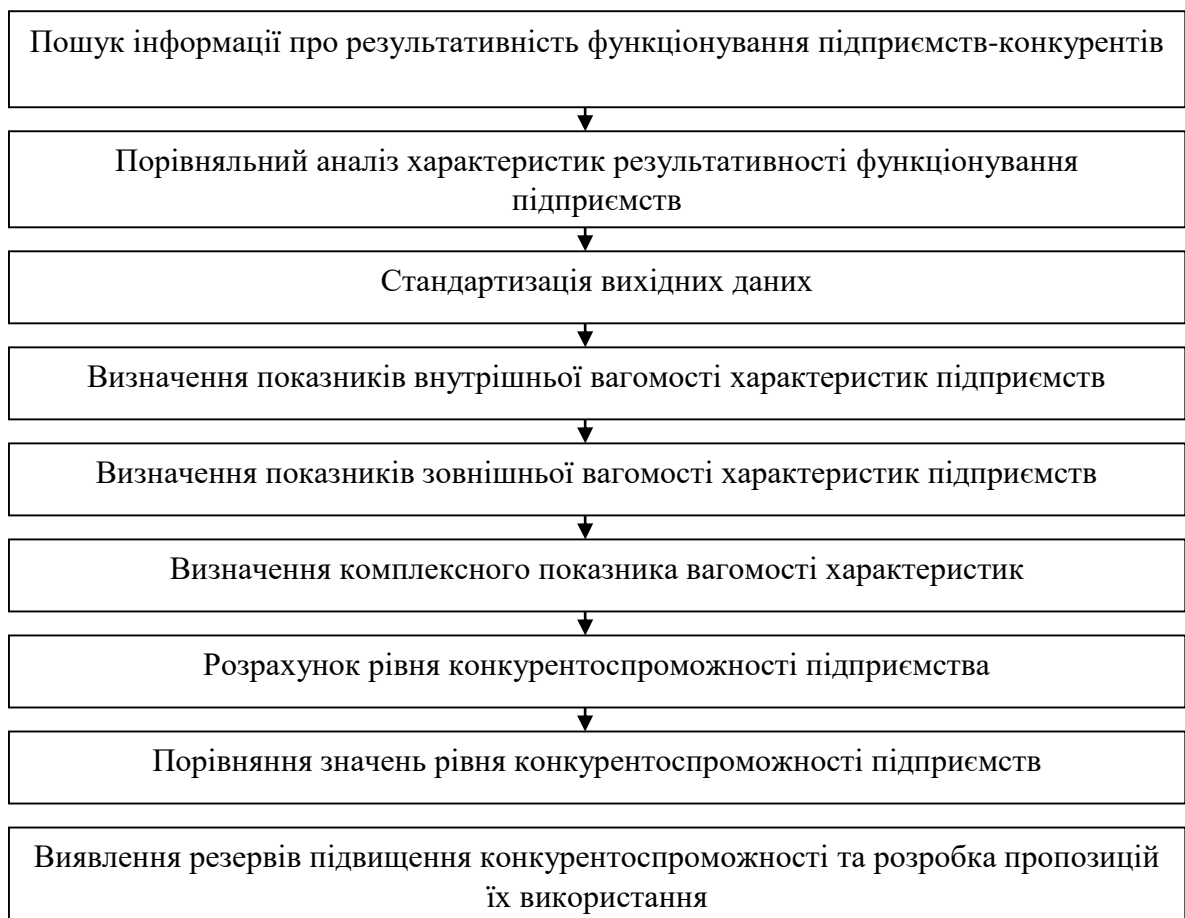 Пошук інформації про результативність функціонування підприємств-конкурентів
Порівняльний аналіз характеристик результативності функціонування
підприємств
Стандартизація вихідних даних
Визначення показників внутрішньої вагомості характеристик підприємств
Визначення показників зовнішньої вагомості характеристик підприємств
Визначення комплексного показника вагомості характеристик
Розрахунок рівня конкурентоспроможності підприємства
Порівняння значень рівня конкурентоспроможності підприємств
Виявлення резервів підвищення конкурентоспроможності та розробка пропозицій
їх використання